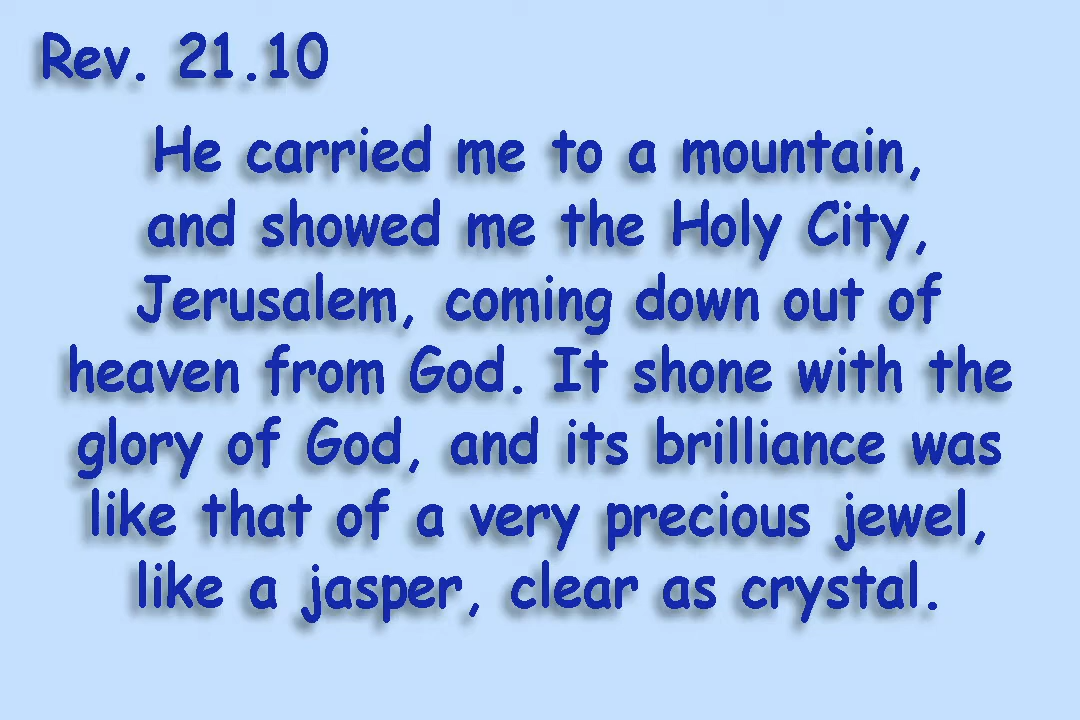 Rev. 21.10
He carried me to a mountain,
and showed me the Holy City,
Jerusalem, coming down out of
heaven from God. It shone with the
glory of God, and its brilliance was
like that of a very precious jewel,
like a jasper, clear as crystal.